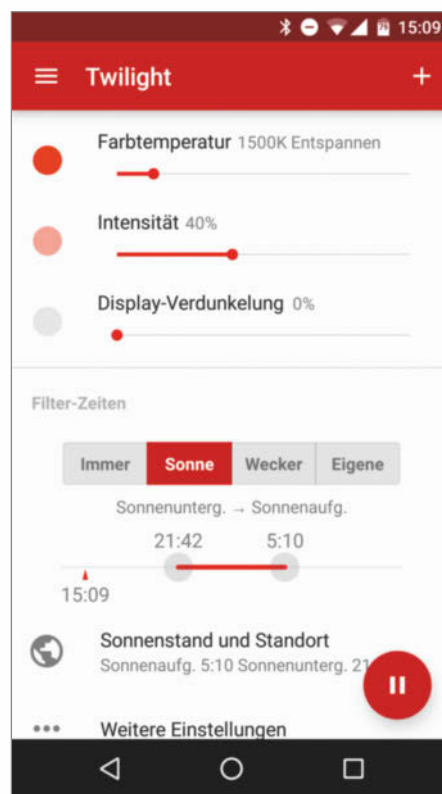 15:09
Twilight
Farbtemperatur 1500K Entspannen
Intensität 40%
Display-Verdunkelung 0%
Filter-Zeiten
Immer Sonne Wecker Eigene
Sonnenunterg. → Sonnenaufg.
21:42 5:10
15:09
Sonnenstand und Standort
Sonnenaufg. 5:10 Sonnenunterg. 21
Weitere Einstellungen